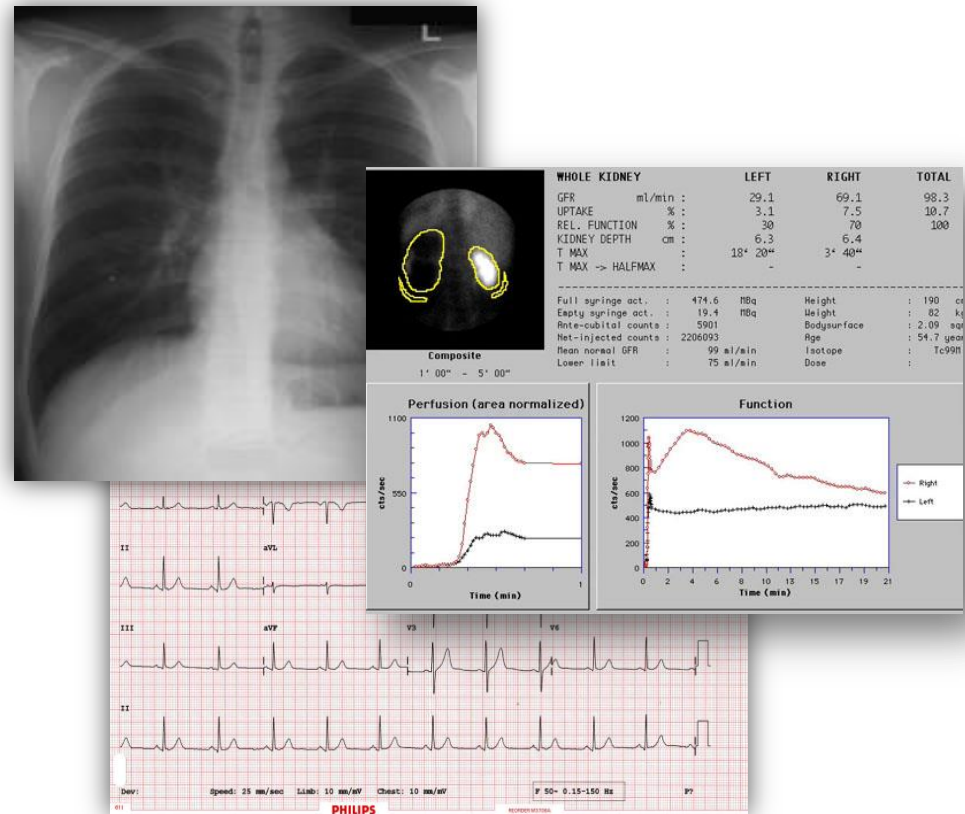 L
WHOLE KIDNEY LEFT RIGHT TOTAL
GFR ml/min : 29.1 69.1 98.3
UPTAKE % : 3.1 7.5 10.7
REL. FUNCTION % : 30 70 100
KIDNEY DEPTH cm : 6.3 6.4
T MAX : 18' 20" 3' 40"
T MAX -> HALFMAX : - -
Full syringe act. : 474.6 MBq Height : 190
Empty syringe act. : 19.4 MBq Weight : 82
Ante-cubital counts : 5901 Bodysurface : 2.09
Net-injected counts : 2206093 Age : 54.7
Mean normal GFR : 99 ml/min Isotope : Tc99M
Lower limit : 75 ml/min Dose :
Composite
1' 00" - 5' 00"
Perfusion (area normalized)
1100
550
0
cts/sec
0 1
Time (min)
Function
1200
1000
800
600
400
200
0
cts/sec
0 2 4 6 8 10 13 15 17 19 21
Time (min)
Right
Left
II aVL
III aVF V3 V6
II
Dev: Speed: 25 mm/sec Limb: 10 mm/mV Chest: 10 mm/mV F 50~ 0.15-150 Hz P?
PHILIPS